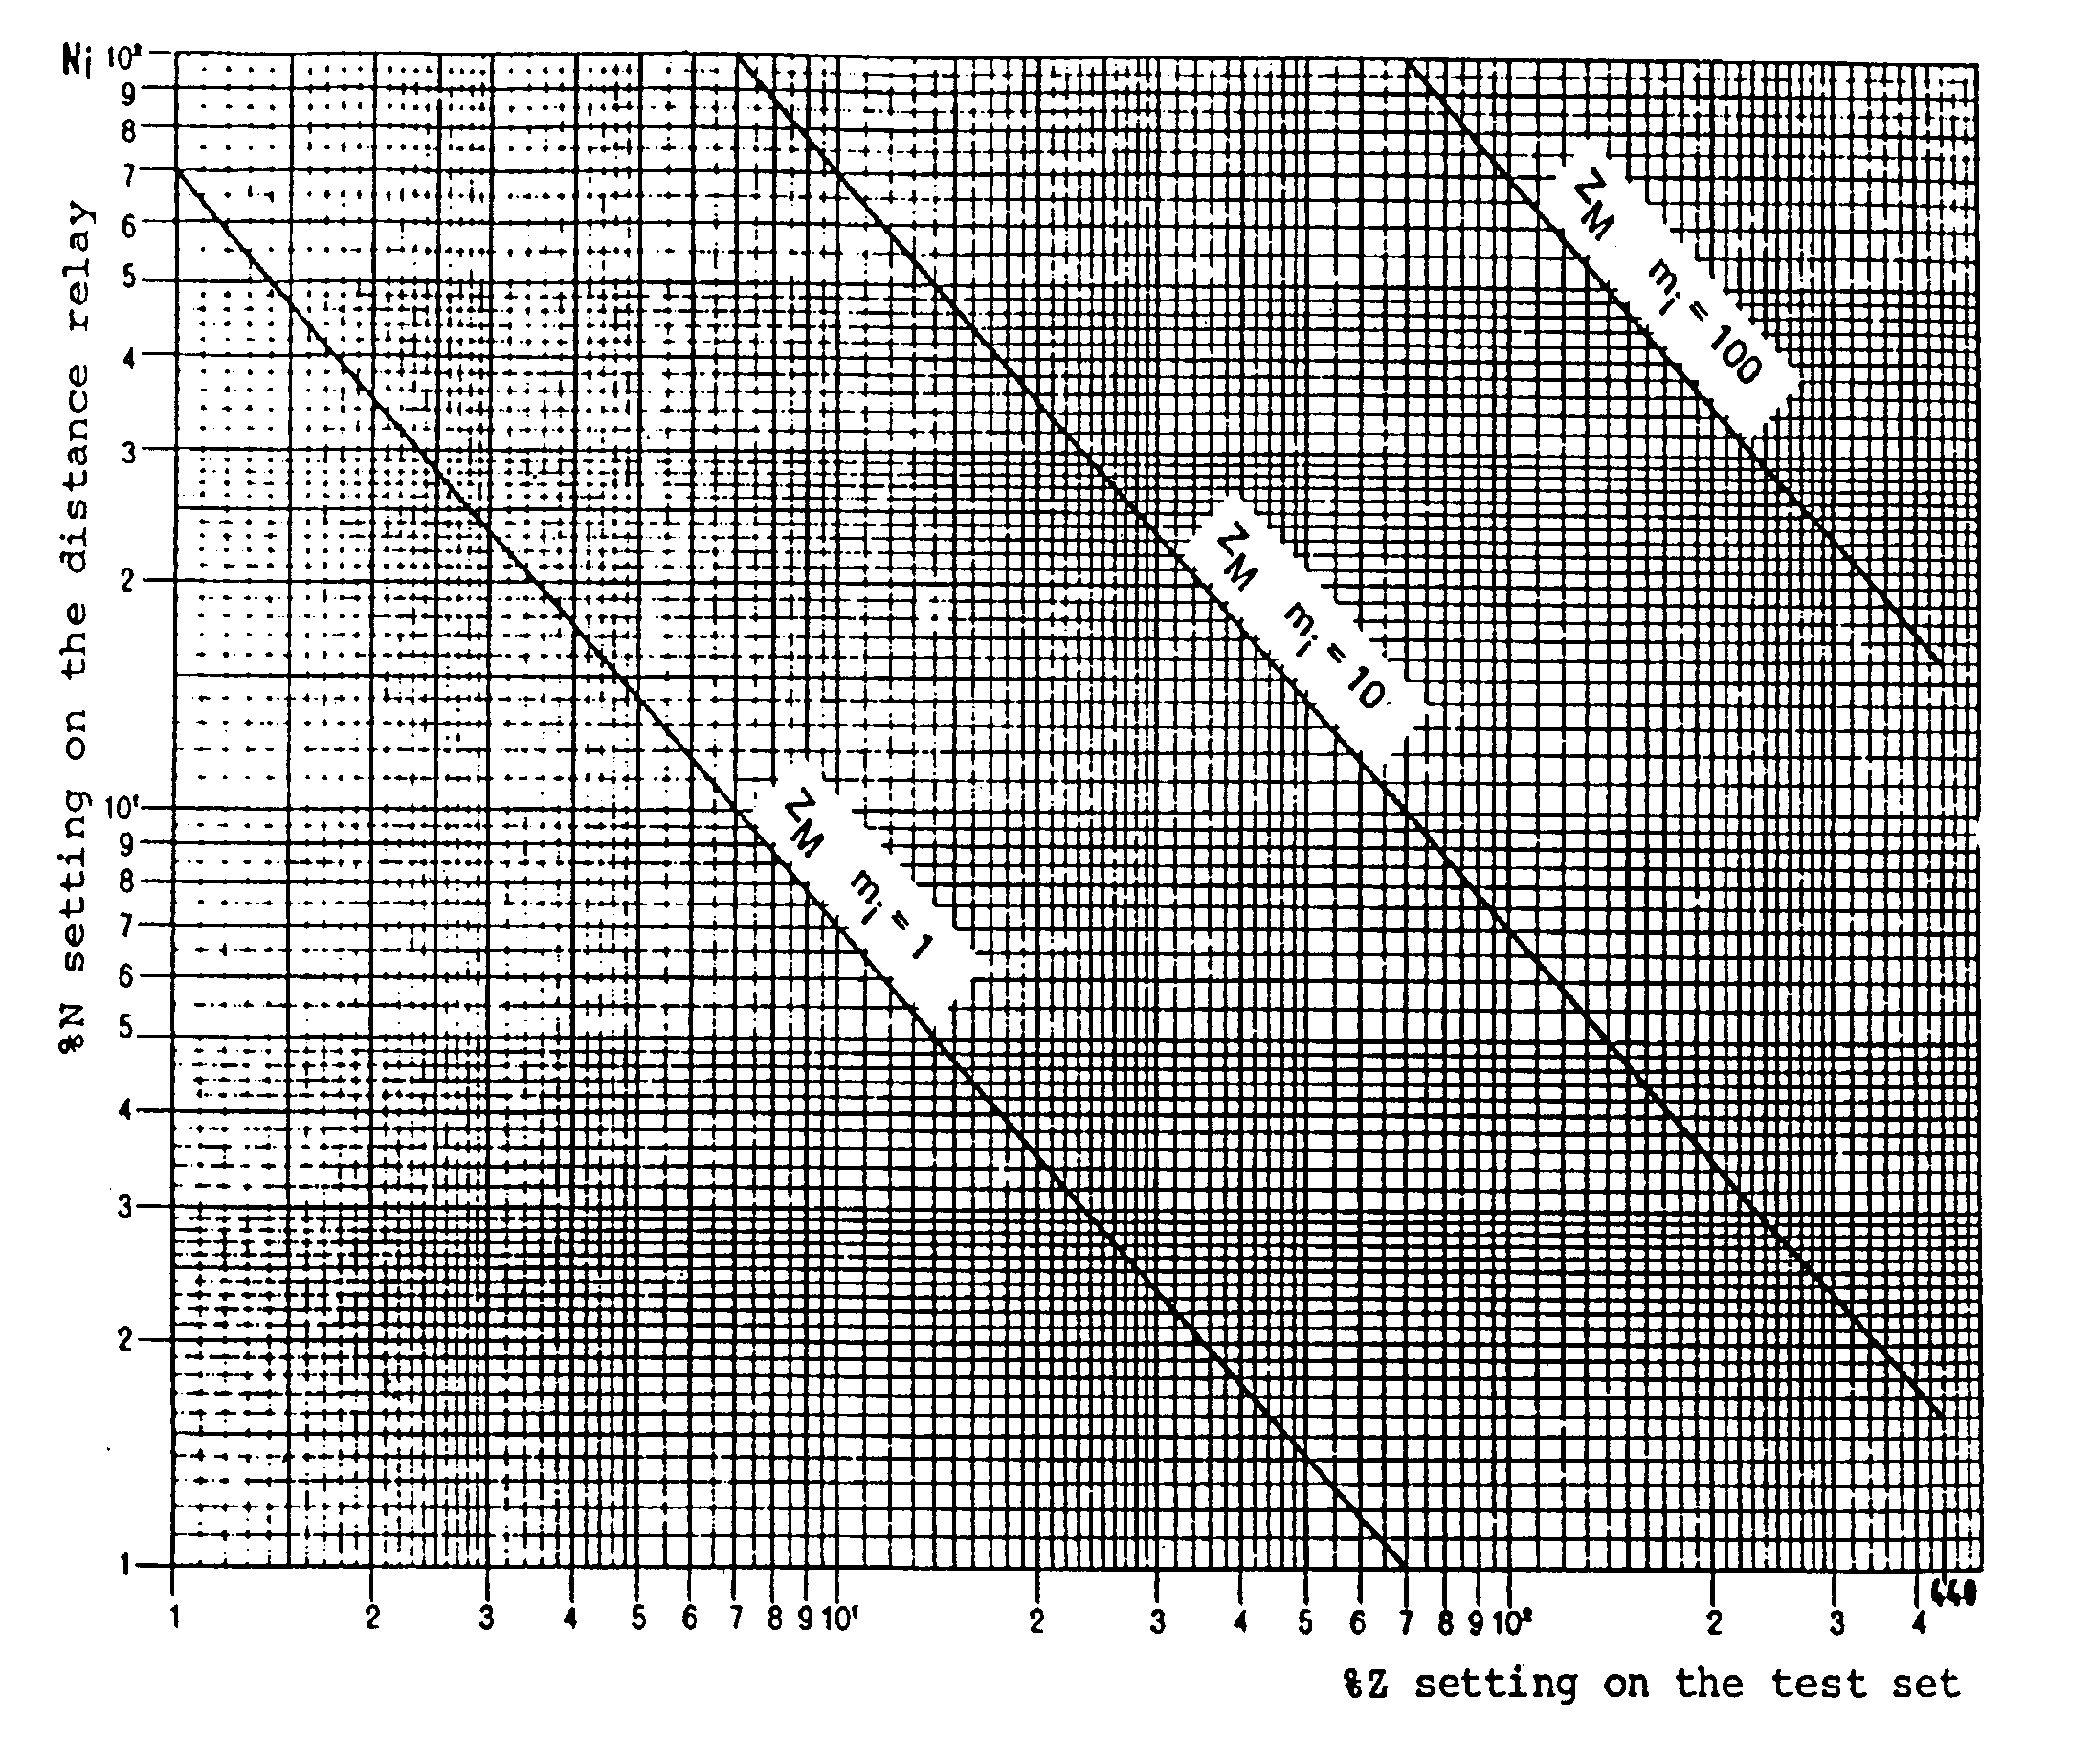 Ni 10²
9
8
7
6
5
4
3
2
10¹
9
8
7
6
5
4
3
2
1
%N setting on the distance relay
Z_M m_i = 100
Z_M m_i = 10
Z_M m_i = 1
1 2 3 4 5 6 7 8 9 10¹ 2 3 4 5 6 7 8 9 10² 2 3 4 440
%Z setting on the test set